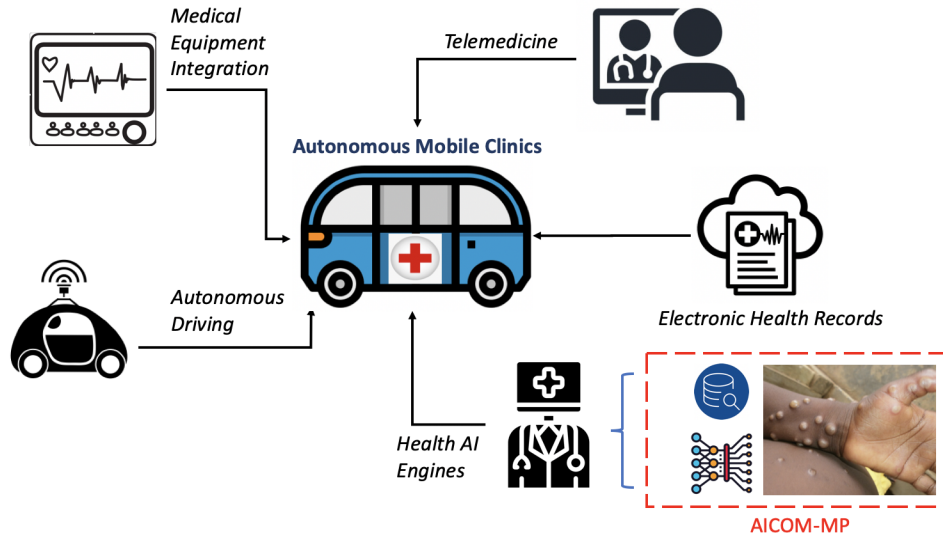 Medical
Equipment
Integration
Telemedicine
Autonomous Mobile Clinics
Autonomous
Driving
Electronic Health Records
Health AI
Engines
AICOM-MP